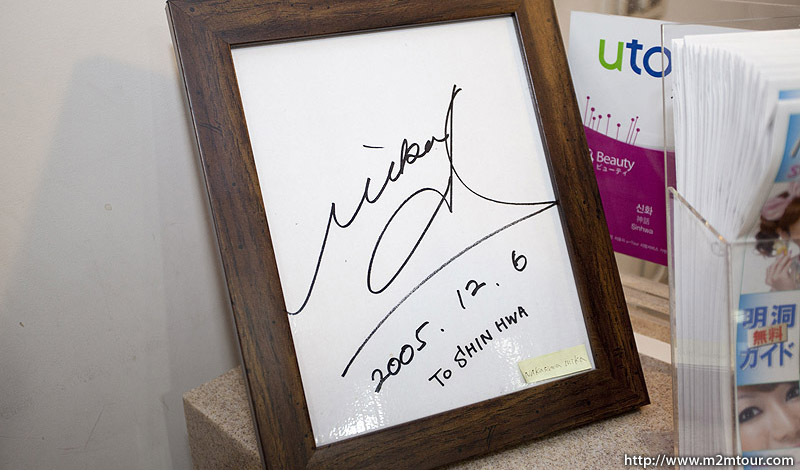 2005. 12. 6
TO SHIN HWA
uto
& Beauty
ビューティ
신화
神話
Sinhwa
明洞
無料
ガイド
http://www.m2mtour.com